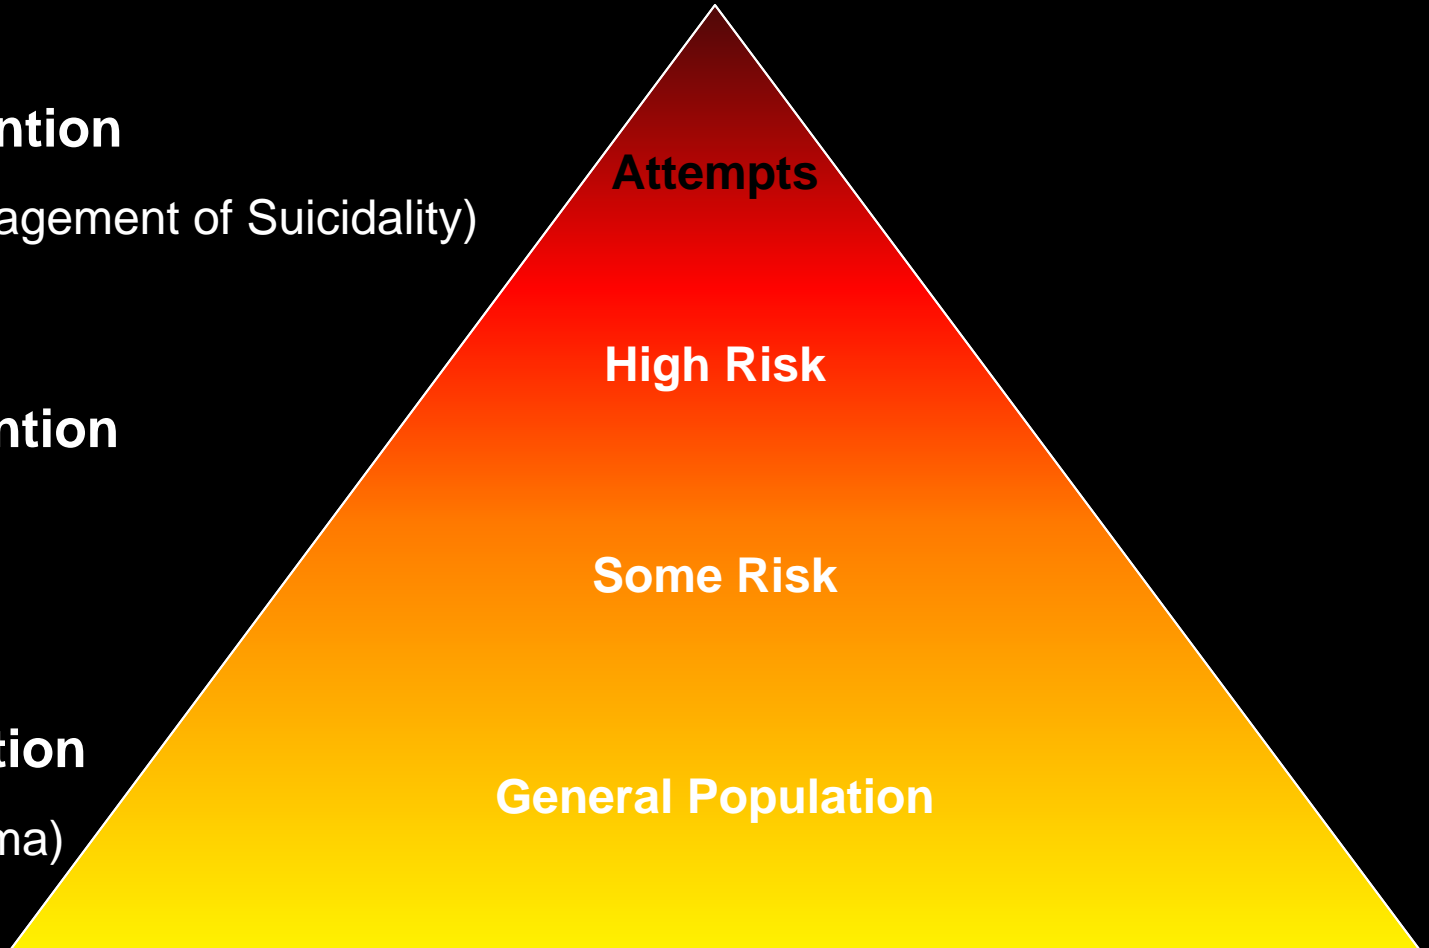 ntion
Attempts
agement of Suicidality)
High Risk
ntion
Some Risk
tion
General Population
ma)